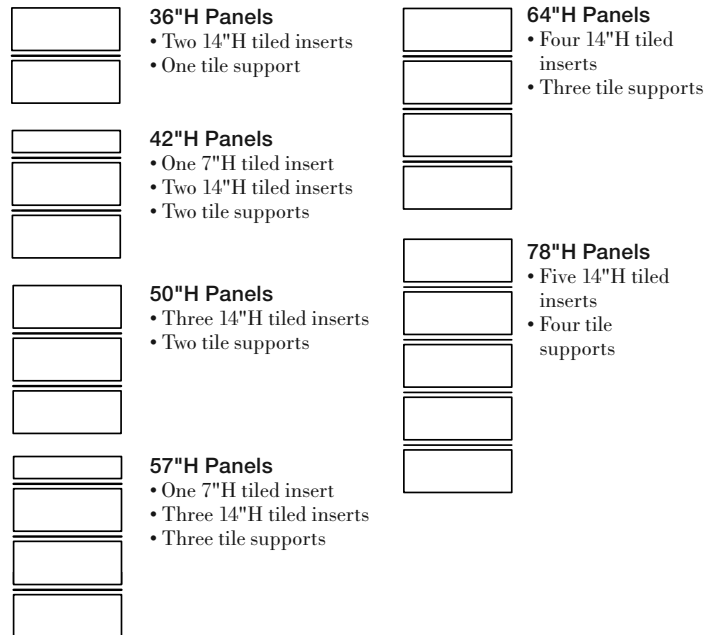 36"H Panels
• Two 14"H tiled inserts
• One tile support
42"H Panels
• One 7"H tiled insert
• Two 14"H tiled inserts
• Two tile supports
50"H Panels
• Three 14"H tiled inserts
• Two tile supports
57"H Panels
• One 7"H tiled insert
• Three 14"H tiled inserts
• Three tile supports
64"H Panels
• Four 14"H tiled
inserts
• Three tile supports
78"H Panels
• Five 14"H tiled
inserts
• Four tile
supports